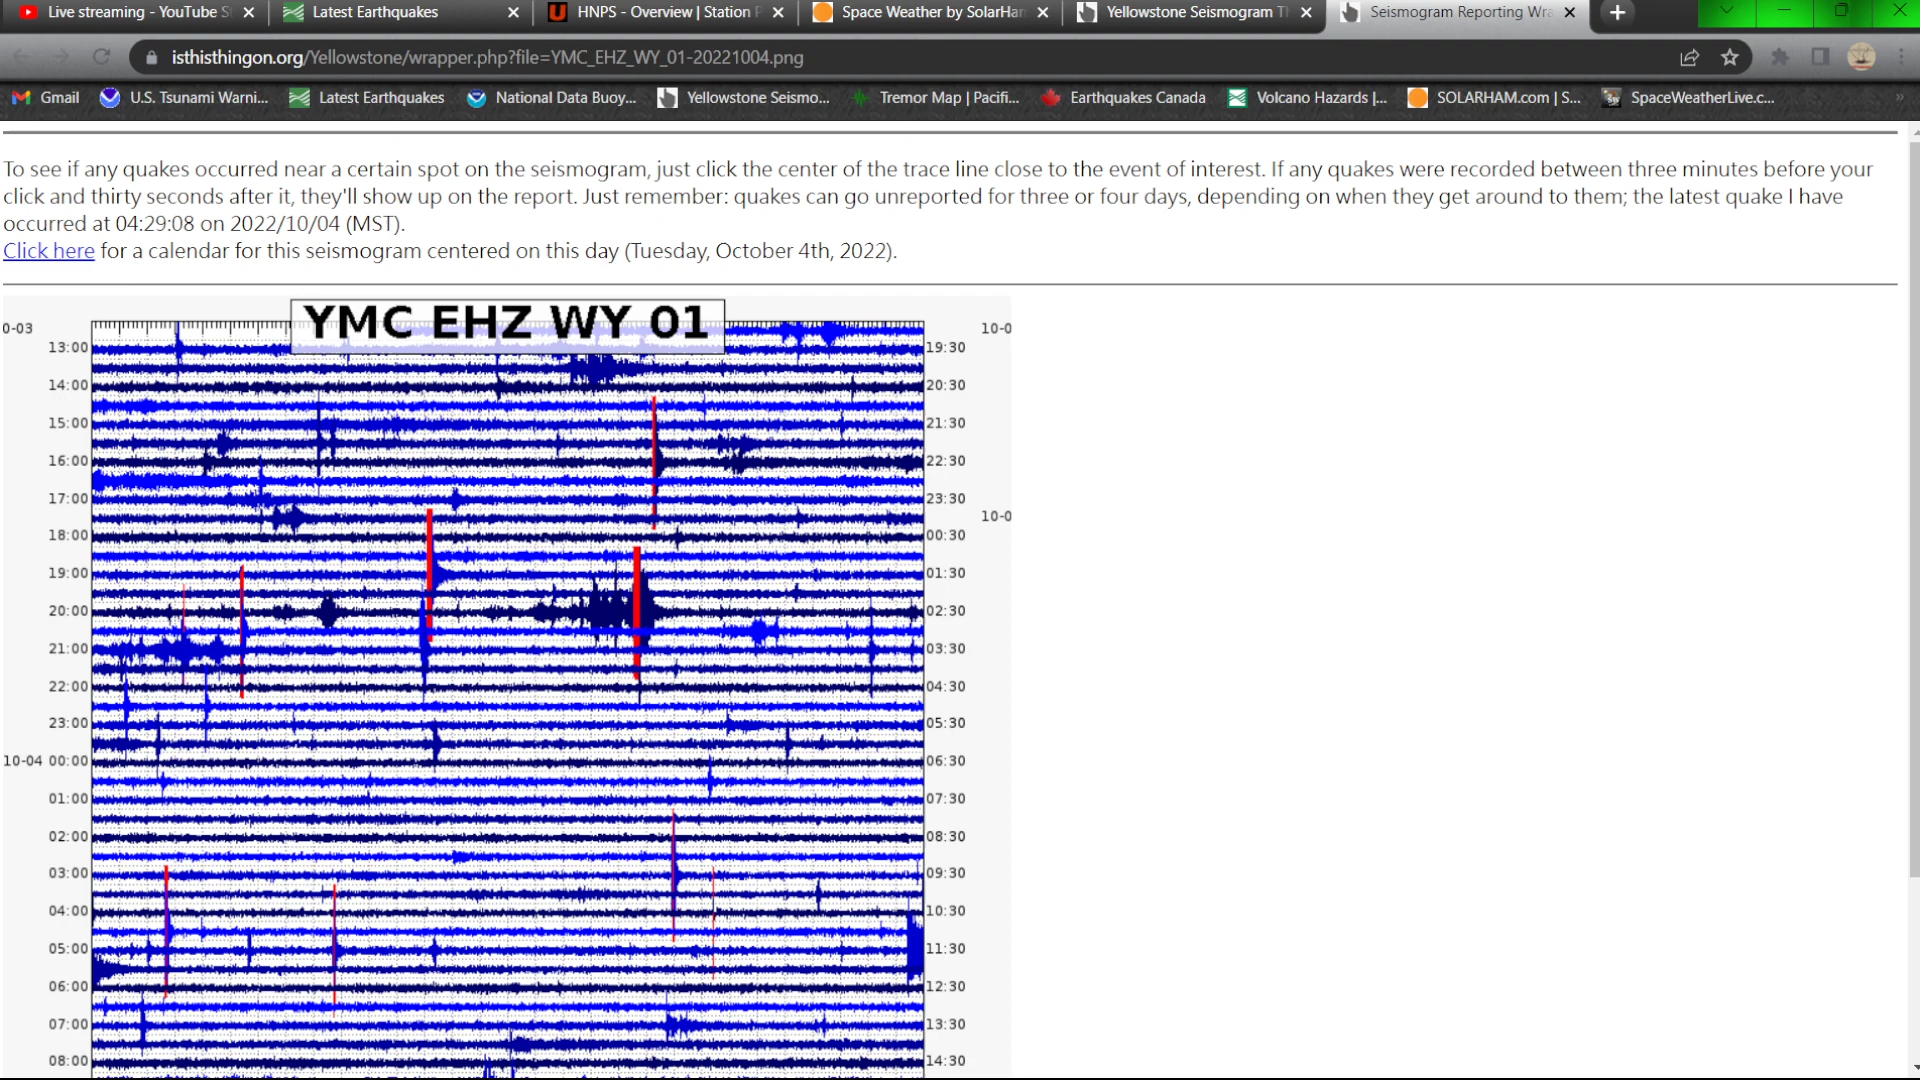 Live streaming - YouTube S
Latest Earthquakes
HNPS - Overview | Station P
Space Weather by SolarHam
Yellowstone Seismogram Th
Seismogram Reporting Wra
isthisthingon.org/Yellowstone/wrapper.php?file=YMC_EHZ_WY_01-20221004.png
Gmail
U.S. Tsunami Warni...
Latest Earthquakes
National Data Buoy...
Yellowstone Seismo...
Tremor Map | Pacifi...
Earthquakes Canada
Volcano Hazards |...
SOLARHAM.com | S...
SpaceWeatherLive.c...
To see if any quakes occurred near a certain spot on the seismogram, just click the center of the trace line close to the event of interest. If any quakes were recorded between three minutes before your
click and thirty seconds after it, they'll show up on the report. Just remember: quakes can go unreported for three or four days, depending on when they get around to them; the latest quake I have
occurred at 04:29:08 on 2022/10/04 (MST).
Click here for a calendar for this seismogram centered on this day (Tuesday, October 4th, 2022).
YMC EHZ WY 01
0-03
10-0
13:00 19:30
14:00 20:30
15:00 21:30
16:00 22:30
17:00 23:30
10-0
18:00 00:30
19:00 01:30
20:00 02:30
21:00 03:30
22:00 04:30
23:00 05:30
10-04 00:00 06:30
01:00 07:30
02:00 08:30
03:00 09:30
04:00 10:30
05:00 11:30
06:00 12:30
07:00 13:30
08:00 14:30